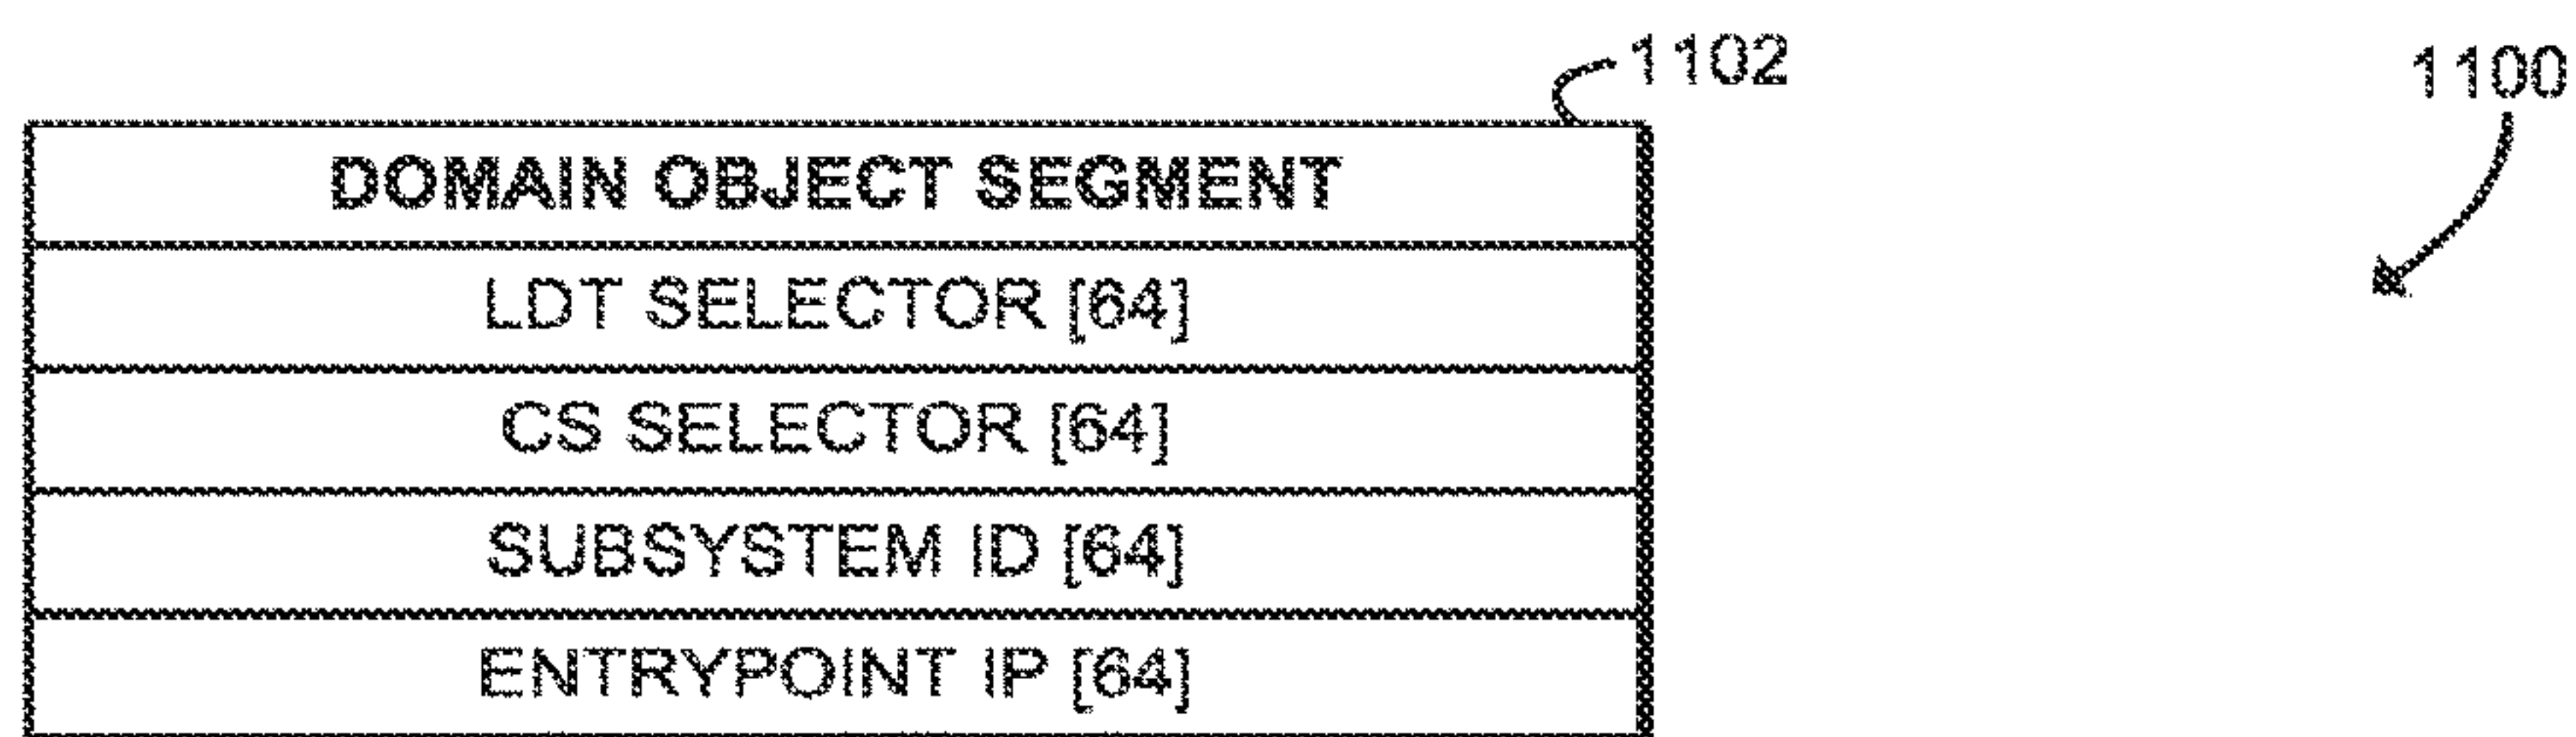 1102
1100
DOMAIN OBJECT SEGMENT
LDT SELECTOR [64]
CS SELECTOR [64]
SUBSYSTEM ID [64]
ENTRYPOINT IP [64]